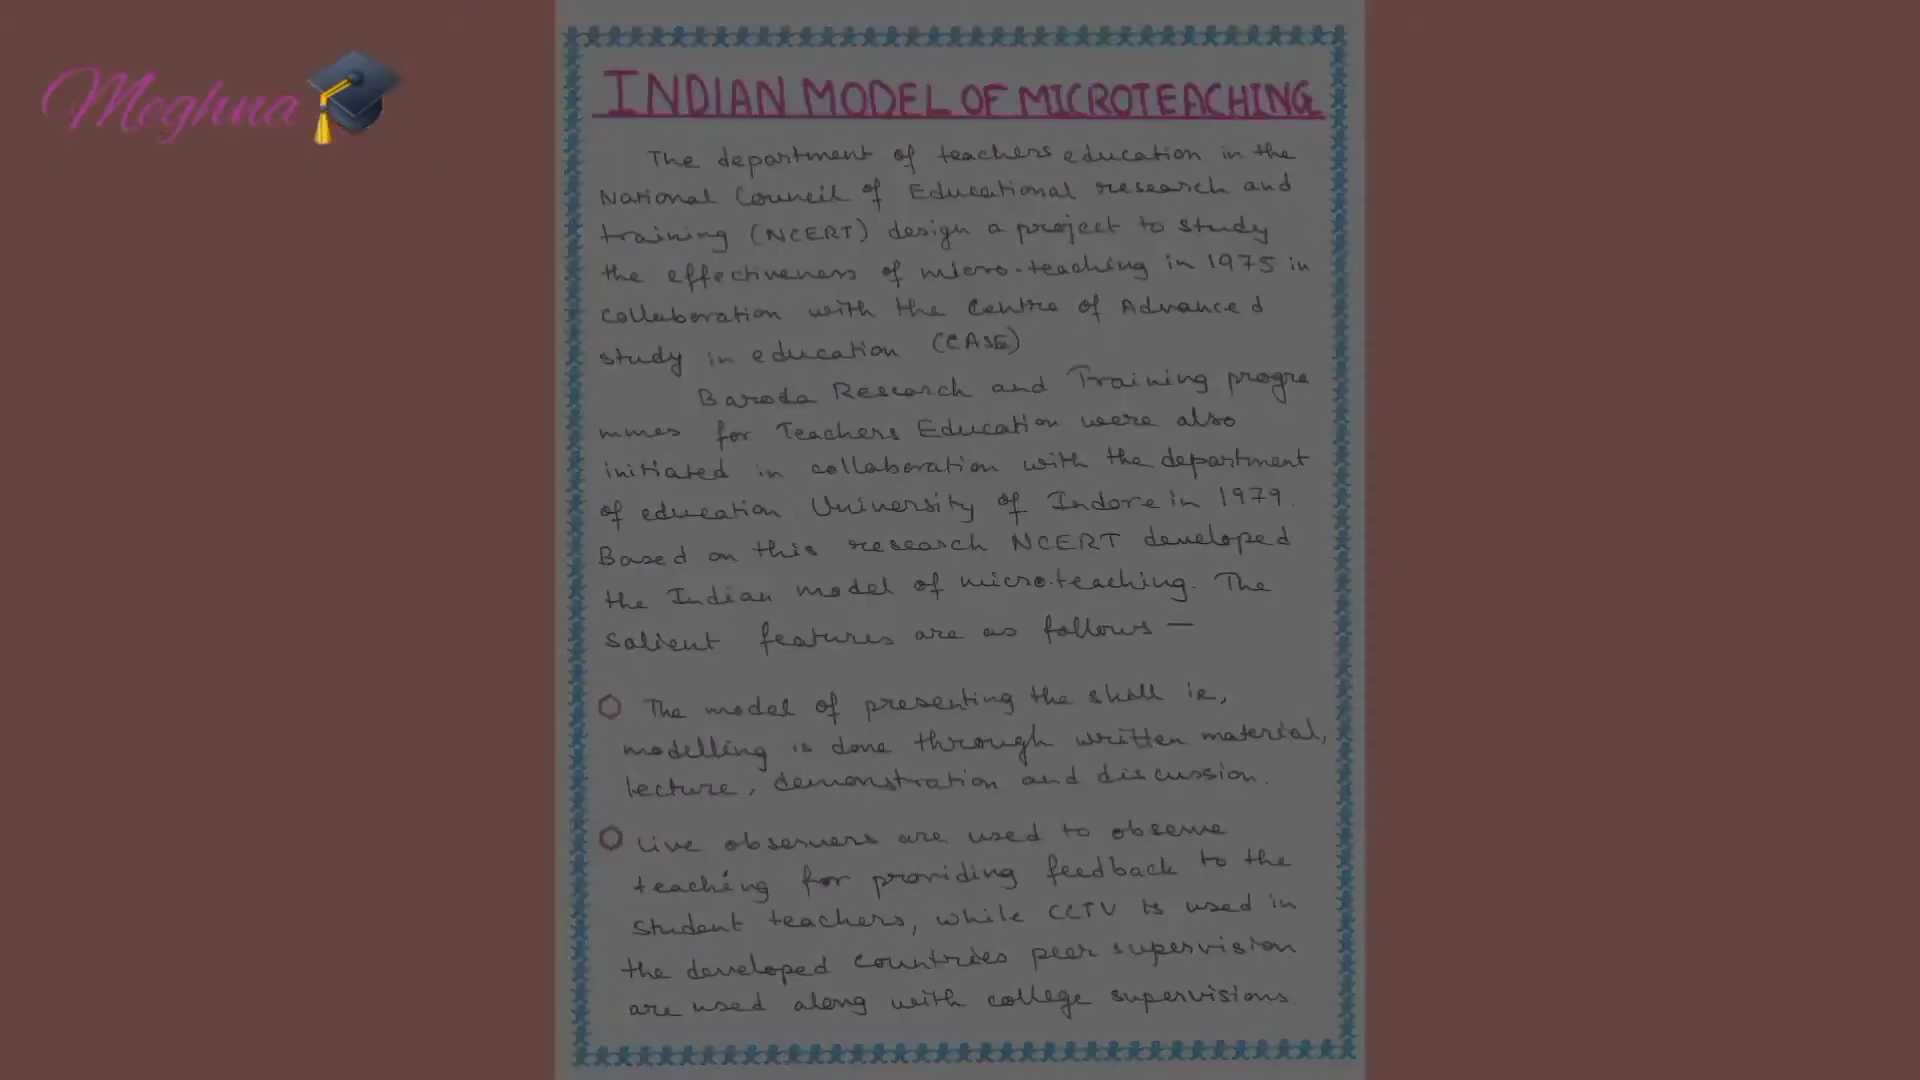 Meghna
INDIAN MODEL OF MICROTEACHING
The department of teachers education in the
National Council of Educational research and
training (NCERT) design a project to study
the effectiveness of micro-teaching in 1975 in
collaboration with the Centre of Advanced
study in education (CASE)
Baroda Research and Training progra
mmes for Teachers Education were also
initiated in collaboration with the department
of education University of Indore in 1979.
Based on this research NCERT developed
the Indian model of micro-teaching. The
salient features are as follows —
The model of presenting the skill ie,
modelling is done through written material,
lecture, demonstration and discussion.
Live observers are used to observe
teaching for providing feedback to the
student teachers, while CCTV is used in
the developed countries peer supervision
are used along with college supervisions